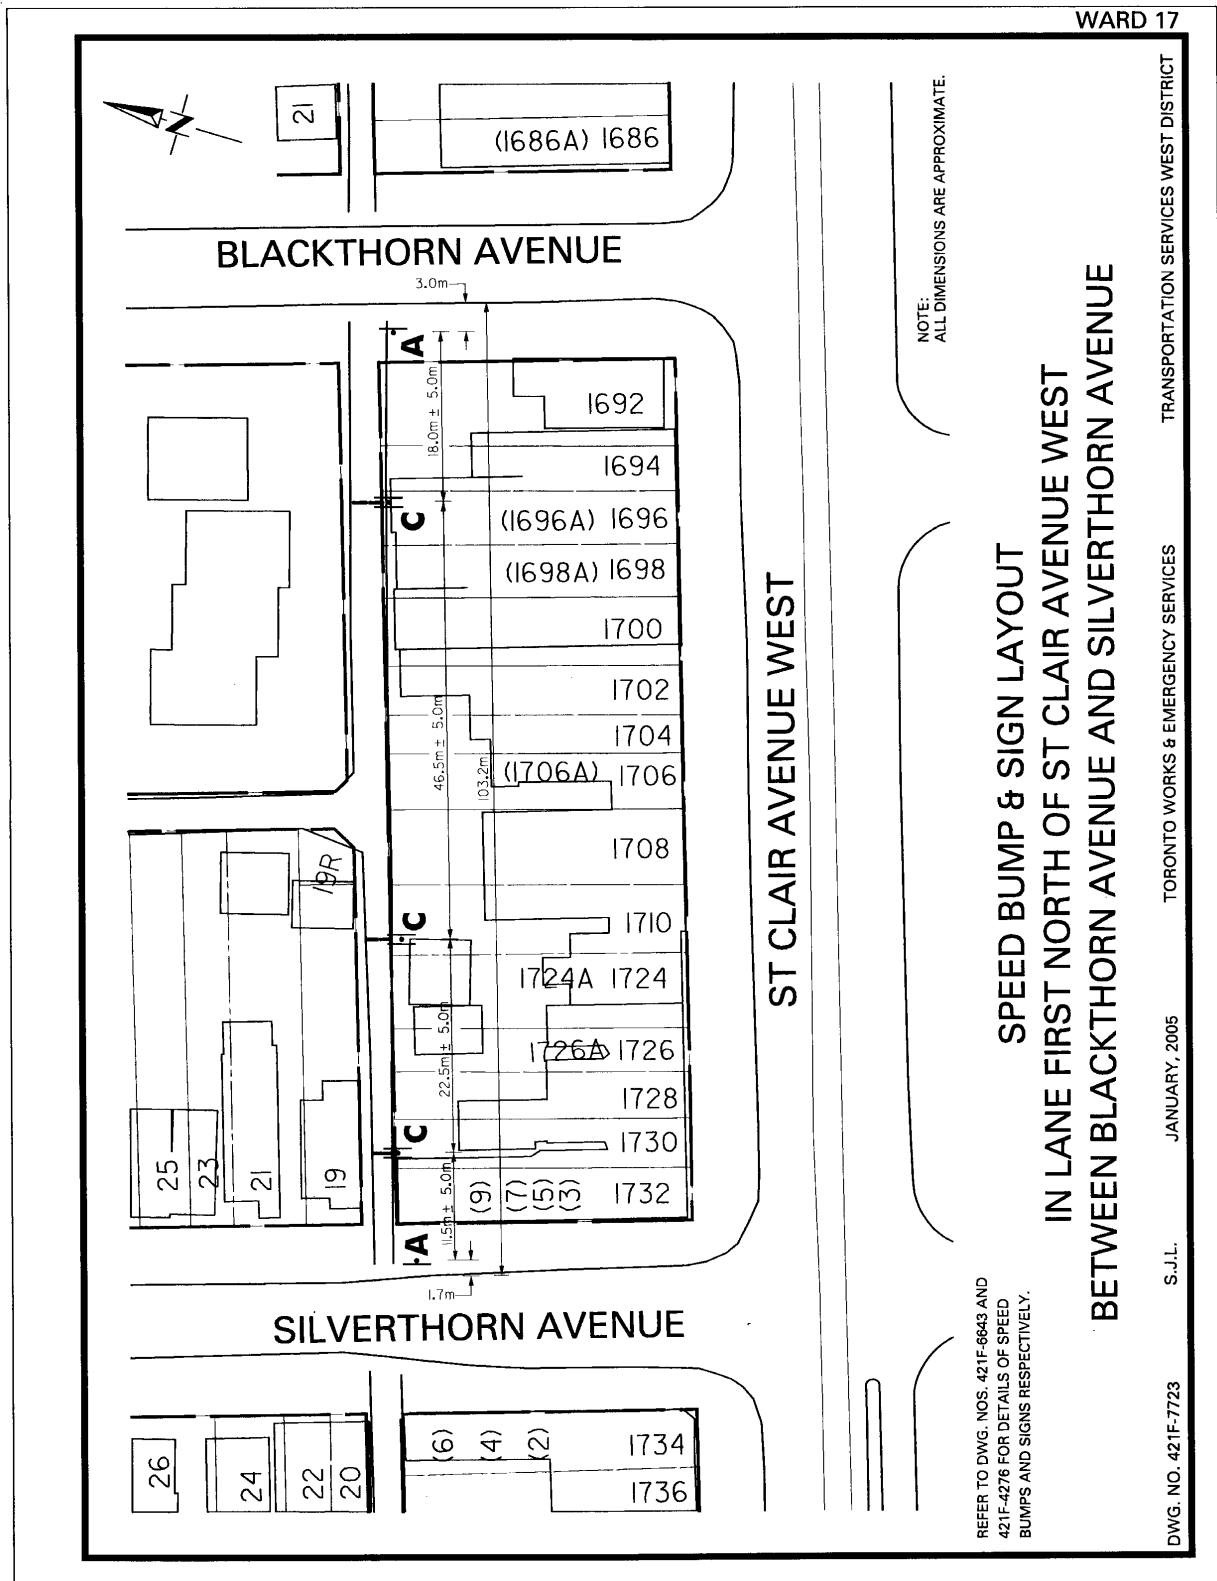 WARD 17
21
(1686A) 1686
BLACKTHORN AVENUE
3.0m
A
18.0m ± 5.0m
1692
1694
C
(1696A) 1696
(1698A) 1698
1700
1702
46.5m ± 5.0m
1704
103.2m
(1706A) 1706
1708
19R
C
1710
1724A 1724
22.5m ± 5.0m
1726A 1726
1728
C
1730
25
23
21
19
11.5m ± 5.0m
(9)
(7)
(5)
(3)
1732
A
1.7m
SILVERTHORN AVENUE
(6)
(4)
(2)
1734
1736
26
24
22
20
N
ST CLAIR AVENUE WEST
NOTE:
ALL DIMENSIONS ARE APPROXIMATE.
REFER TO DWG. NOS. 421F-6643 AND
421F-4276 FOR DETAILS OF SPEED
BUMPS AND SIGNS RESPECTIVELY.
SPEED BUMP & SIGN LAYOUT
IN LANE FIRST NORTH OF ST CLAIR AVENUE WEST
BETWEEN BLACKTHORN AVENUE AND SILVERTHORN AVENUE
DWG. NO. 421F-7723 S.J.L. JANUARY, 2005 TORONTO WORKS & EMERGENCY SERVICES TRANSPORTATION SERVICES WEST DISTRICT